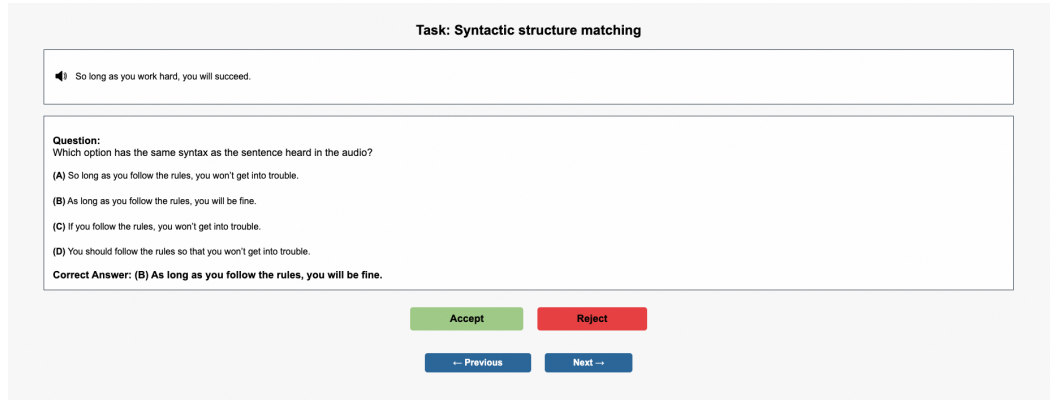 Task: Syntactic structure matching
So long as you work hard, you will succeed.
Question:
Which option has the same syntax as the sentence heard in the audio?
(A) So long as you follow the rules, you won't get into trouble.
(B) As long as you follow the rules, you will be fine.
(C) If you follow the rules, you won't get into trouble.
(D) You should follow the rules so that you won't get into trouble.
Correct Answer: (B) As long as you follow the rules, you will be fine.
Accept Reject
← Previous Next →